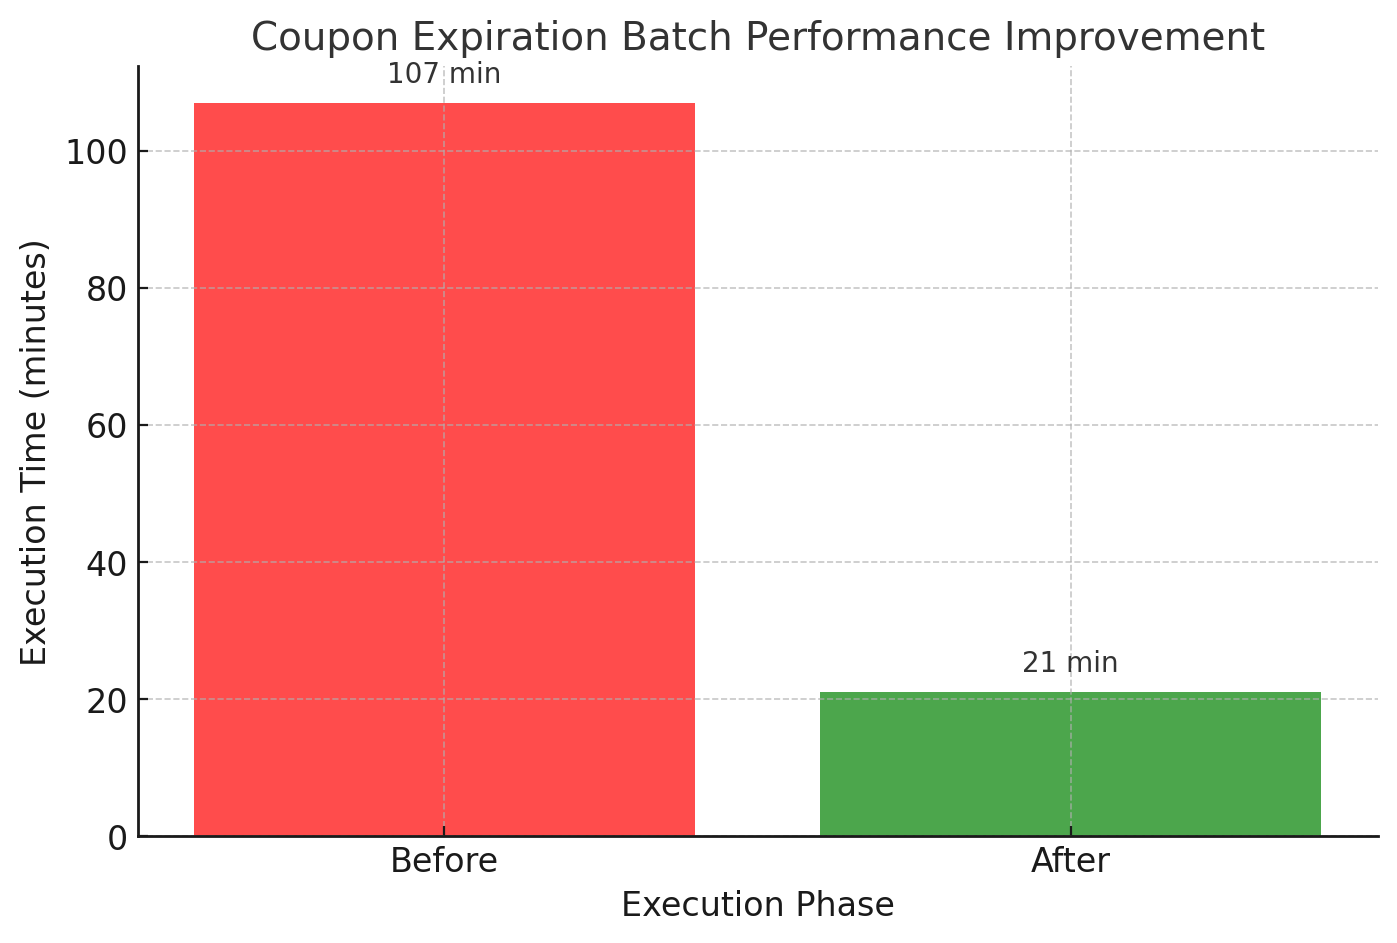 Coupon Expiration Batch Performance Improvement
107 min
100
80
60
40
20
0
Execution Time (minutes)
21 min
Before
After
Execution Phase